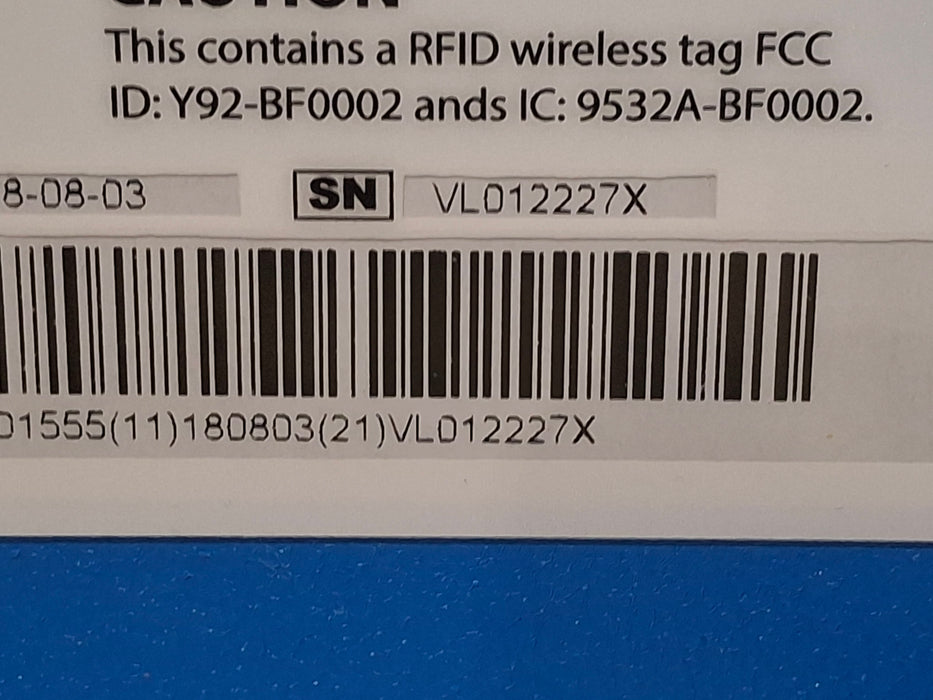 CAUTION
This contains a RFID wireless tag FCC
ID: Y92-BF0002 ands IC: 9532A-BF0002.
8-08-03 SN VL012227X
01555(11)180803(21)VL012227X